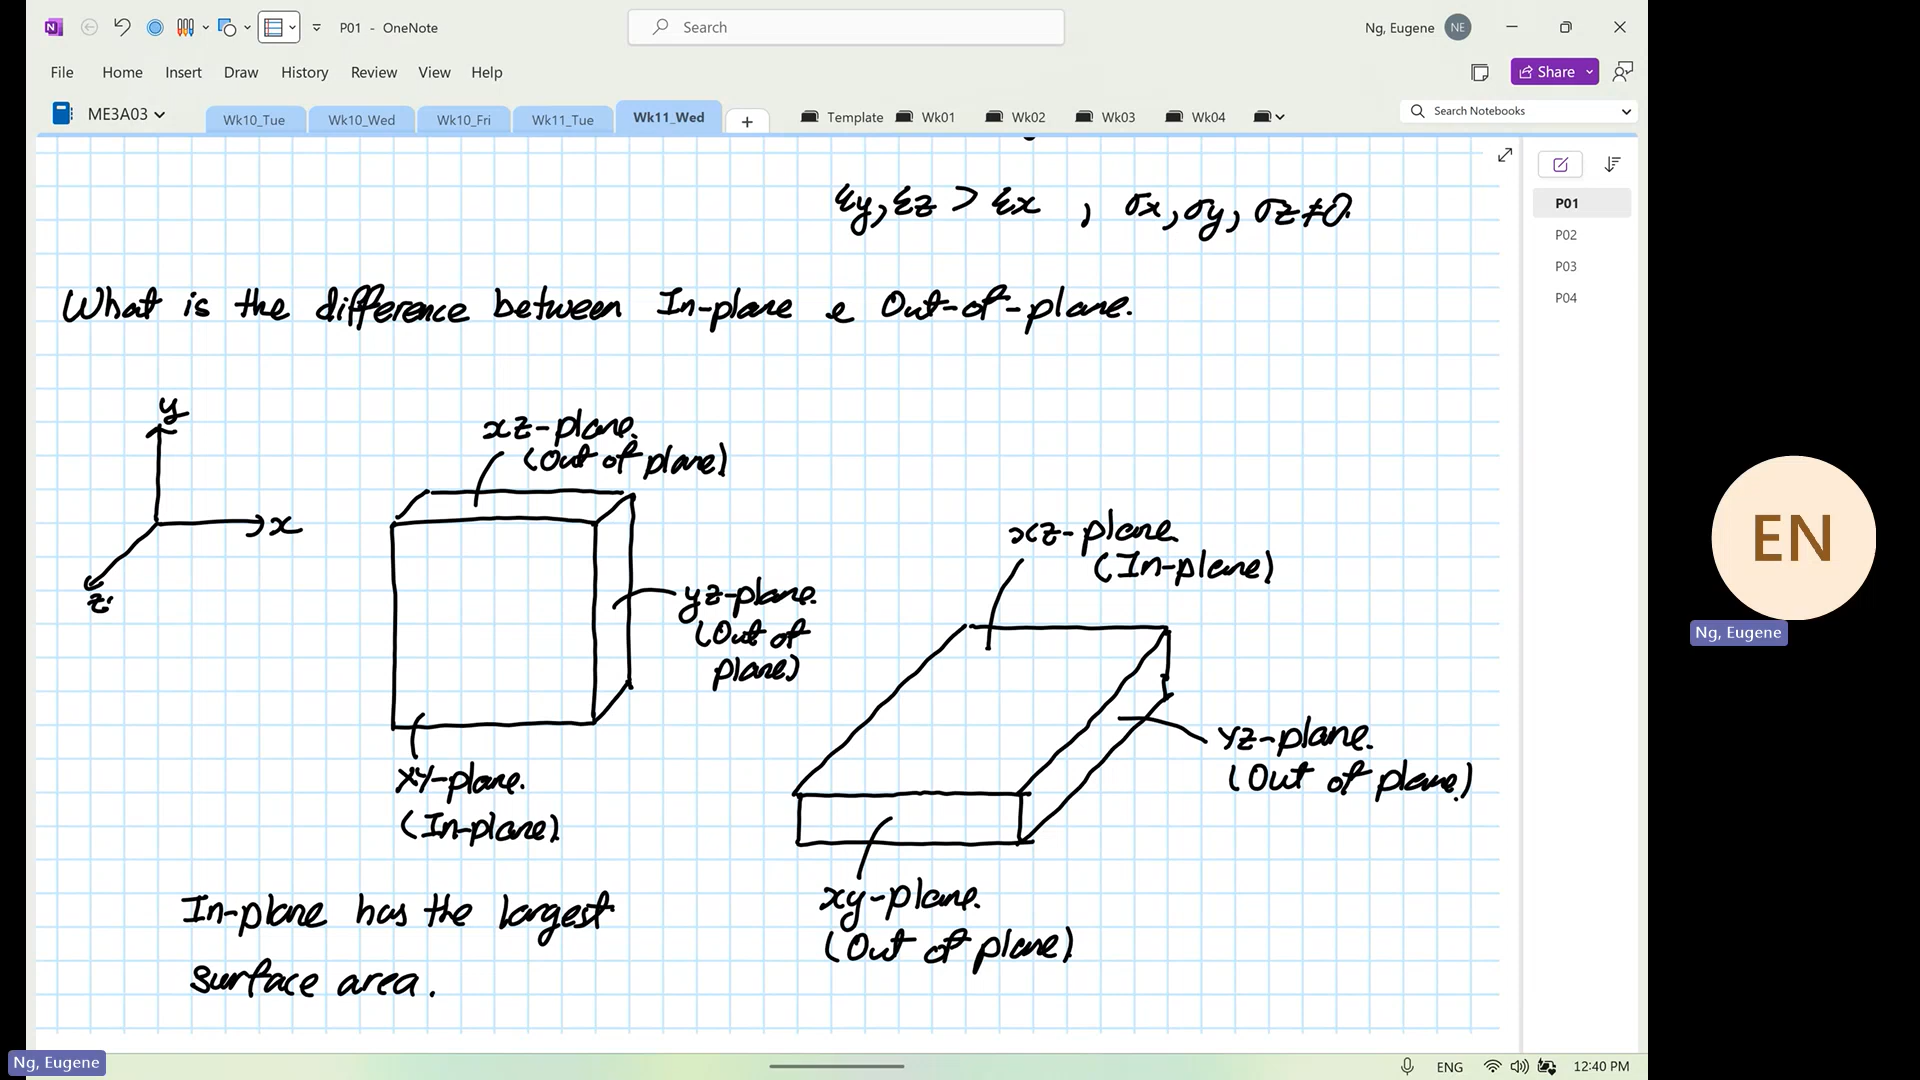 P01 - OneNote
Search
Ng, Eugene
NE
File Home Insert Draw History Review View Help
Share
ME3A03
Wk10_Tue Wk10_Wed Wk10_Fri Wk11_Tue Wk11_Wed
Template Wk01 Wk02 Wk03 Wk04
Search Notebooks
P01
P02
P03
P04
εy, εz > εx , σx, σy, σz ≠ 0.
What is the difference between In-plane & Out-of-plane.
y
x
z
xz-plane.
(Out of plane)
yz-plane.
(Out of
plane)
XY-plane.
(In-plane)
In-plane has the largest
surface area.
xz-plane
(In-plane)
YZ-plane.
(Out of plane)
xy-plane.
(Out of plane)
EN
Ng, Eugene
Ng, Eugene
ENG
12:40 PM